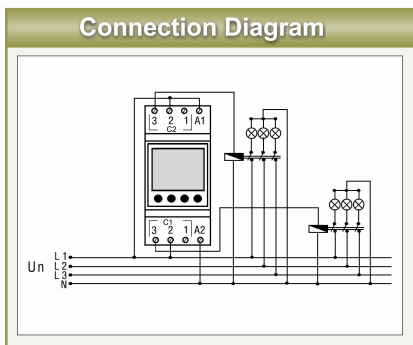 Connection Diagram
3 2 1 A1
C2
C1
3 2 1 A2
L1
Un L2
L3
N